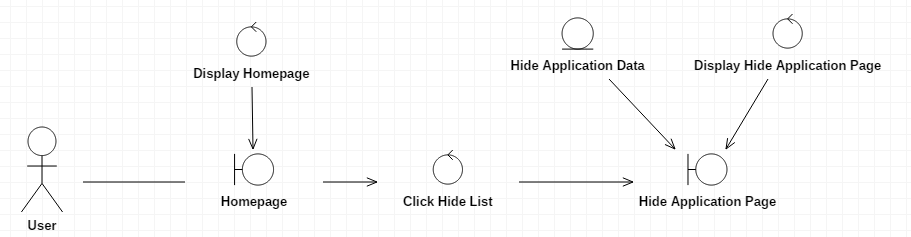 Display Homepage
Hide Application Data
Display Hide Application Page
User
Homepage
Click Hide List
Hide Application Page